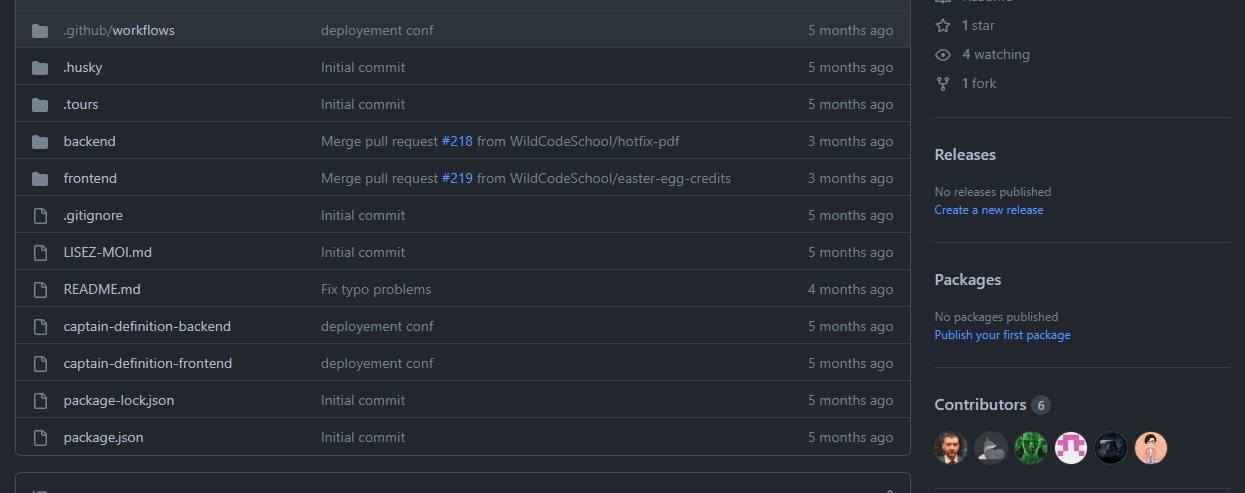 .github/workflows deployement conf 5 months ago
.husky Initial commit 5 months ago
.tours Initial commit 5 months ago
backend Merge pull request #218 from WildCodeSchool/hotfix-pdf 3 months ago
frontend Merge pull request #219 from WildCodeSchool/easter-egg-credits 3 months ago
.gitignore Initial commit 5 months ago
LISEZ-MOI.md Initial commit 5 months ago
README.md Fix typo problems 4 months ago
captain-definition-backend deployement conf 5 months ago
captain-definition-frontend deployement conf 5 months ago
package-lock.json Initial commit 5 months ago
package.json Initial commit 5 months ago
Readme
1 star
4 watching
1 fork
Releases
No releases published
Create a new release
Packages
No packages published
Publish your first package
Contributors 6